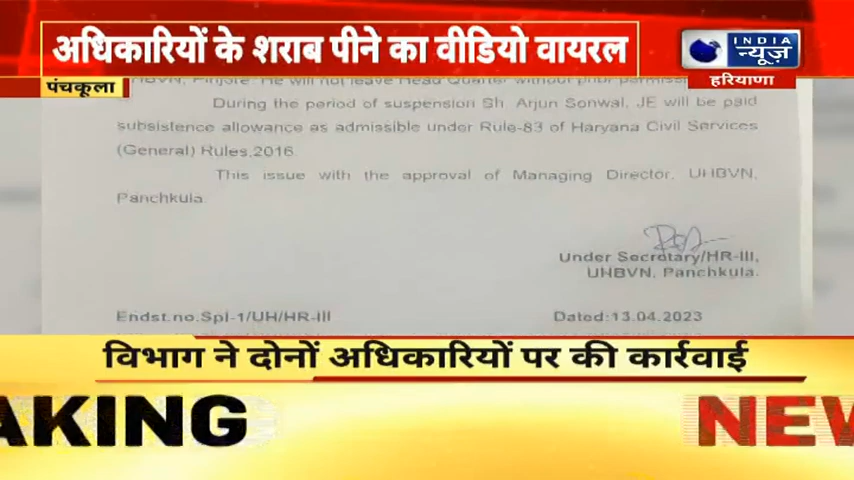 अधिकारियों के शराब पीने का वीडियो वायरल
INDIA
न्यूज़
हरियाणा
पंचकूला
UHBVN, Pinjore. He will not leave Head Quarter without prior
During the period of suspension Sh. Arjun Sonwal, JE will be paid
subsistence allowance as admissible under Rule-83 of Haryana Civil Services
(General) Rules,2016.
This issue with the approval of Managing Director, UHBVN,
Panchkula.
Under Secretary/HR-III,
UHBVN, Panchkula.
Endst.no.Spl-1/UH/HR-III
Dated:13.04.2023
विभाग ने दोनों अधिकारियों पर की कार्रवाई
AKING
NEW